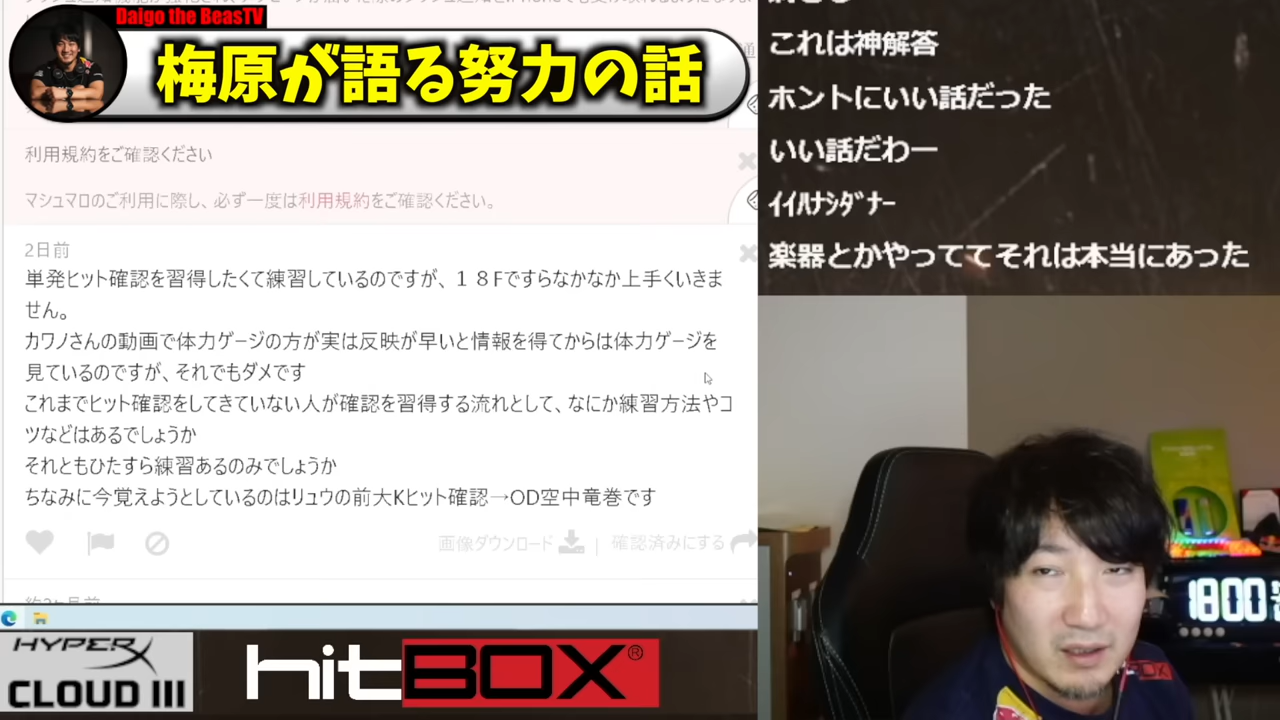 Daigo the BeasTV
梅原が語る努力の話
利用規約をご確認ください
マシュマロのご利用に際し、必ず一度は利用規約をご確認ください。
2日前
単発ヒット確認を習得したくて練習しているのですが、１８Fですらなかなか上手くいきま
せん。
カワノさんの動画で体力ゲージの方が実は反映が早いと情報を得てからは体力ゲージを
見ているのですが、それでもダメです
これまでヒット確認をしてきていない人が確認を習得する流れとして、なにか練習方法やコ
ツなどはあるでしょうか
それともひたすら練習あるのみでしょうか
ちなみに今覚えようとしているのはリュウの前大Kヒット確認→OD空中竜巻です
画像ダウンロード | 確認済みにする
これは神解答
ホントにいい話だった
いい話だわー
ｲｲﾊﾅｼﾀﾞﾅｰ
楽器とかやっててそれは本当にあった
1800
BOX
HYPERX
CLOUD III
hitBOX®